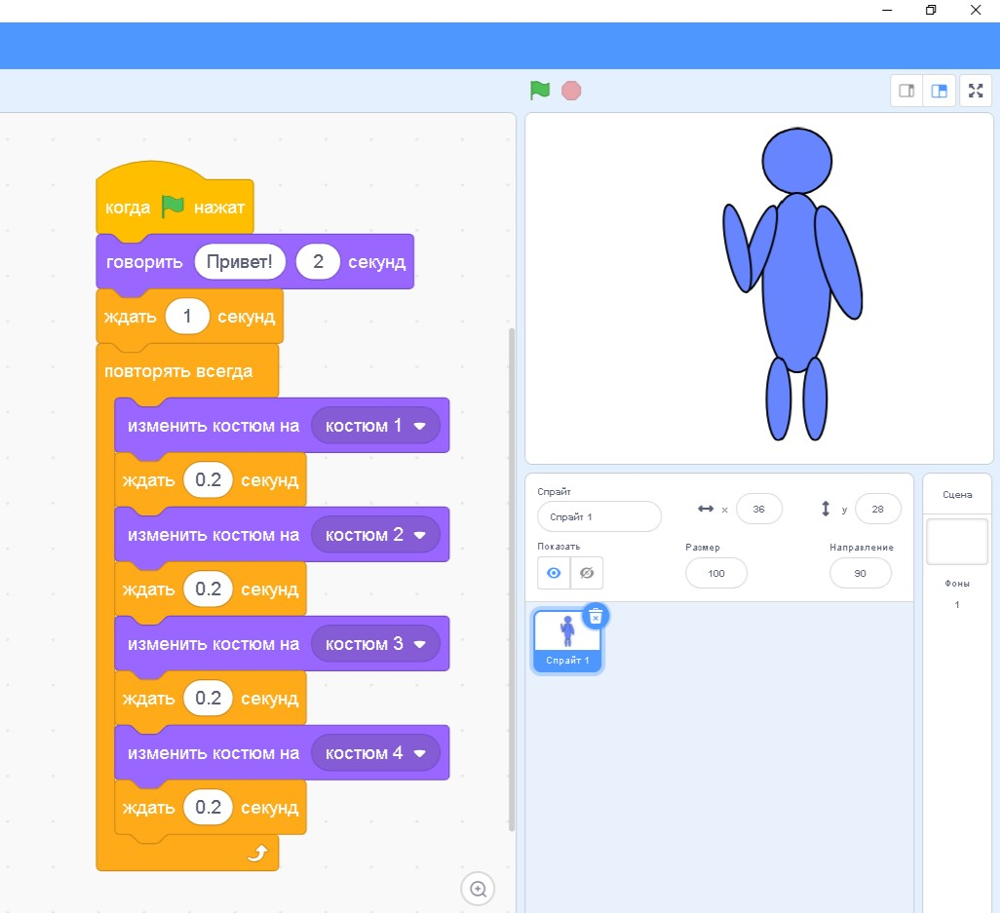 когда нажат
говорить Привет! 2 секунд
ждать 1 секунд
повторять всегда
изменить костюм на костюм 1
ждать 0.2 секунд
изменить костюм на костюм 2
ждать 0.2 секунд
изменить костюм на костюм 3
ждать 0.2 секунд
изменить костюм на костюм 4
ждать 0.2 секунд
Спрайт
Спрайт 1
x 36
y 28
Показать
Размер
100
Направление
90
Спрайт 1
Сцена
Фоны
1